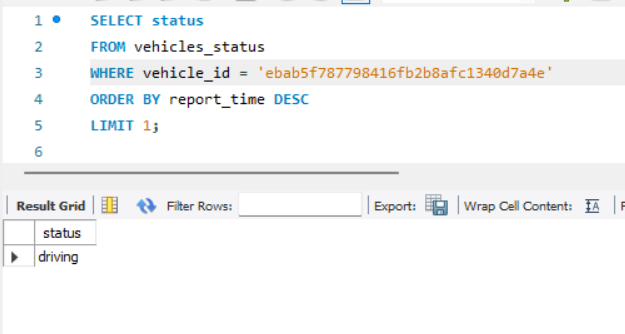 1 SELECT status
2 FROM vehicles_status
3 WHERE vehicle_id = 'ebab5f787798416fb2b8afc1340d7a4e'
4 ORDER BY report_time DESC
5 LIMIT 1;
6
Result Grid Filter Rows: Export: Wrap Cell Content:
status
driving